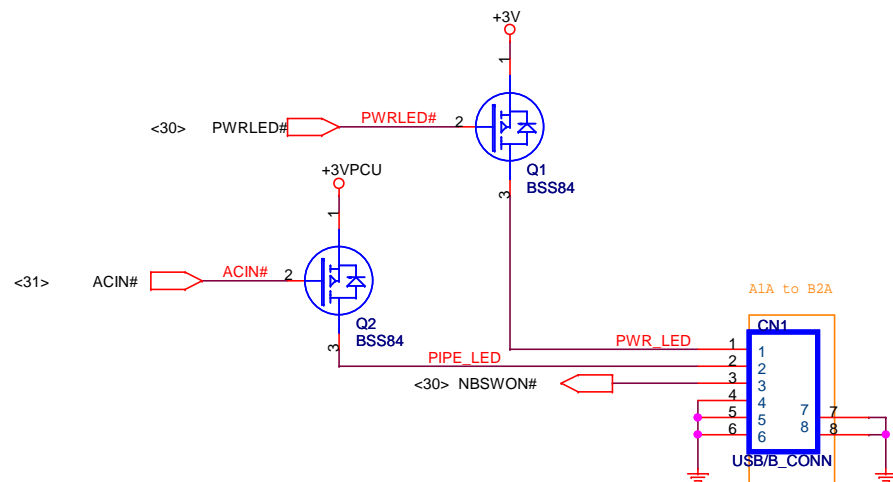 +3V
1
<30> PWRLED# PWRLED# 2
Q1
BSS84
3
+3VPCU
1
<31> ACIN# ACIN# 2
Q2
BSS84
3
A1A to B2A
CN1
PWR_LED 1 1
PIPE_LED 2 2
<30> NBSWON# 3 3
4 4
5 5 7 7
6 6 8 8
USB/B_CONN